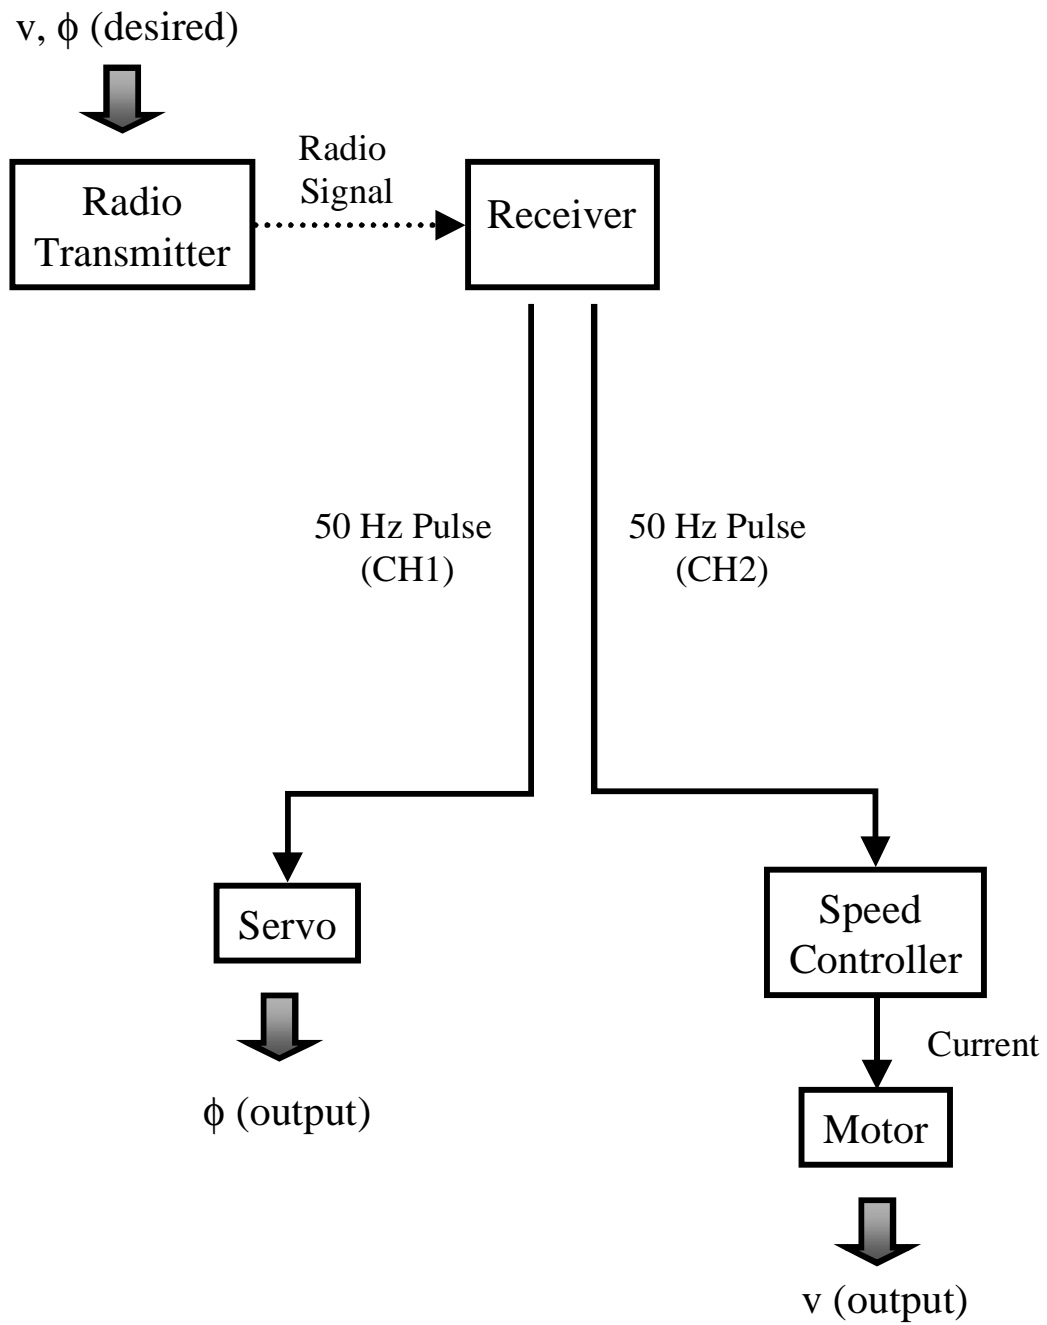 v, ϕ (desired)
Radio
Signal
Radio
Transmitter
Receiver
50 Hz Pulse
(CH1)
50 Hz Pulse
(CH2)
Servo
Speed
Controller
Current
ϕ (output)
Motor
v (output)